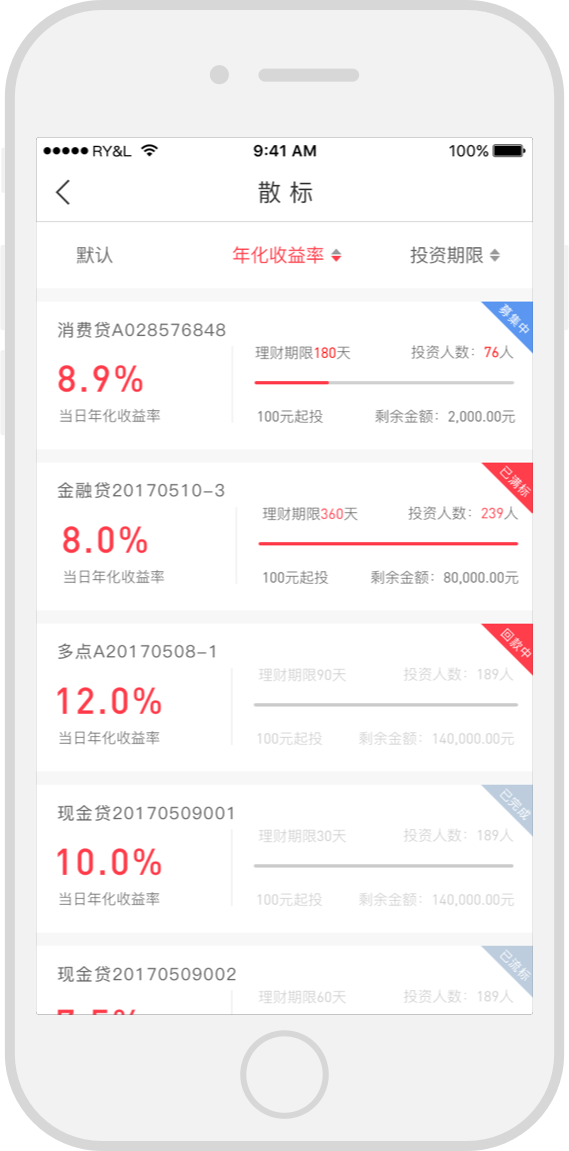 RY&L 9:41 AM 100%
散标
默认 年化收益率 投资期限
募集中
消费贷A028576848
理财期限180天 投资人数：76人
8.9%
当日年化收益率 100元起投 剩余金额：2,000.00元
已满标
金融贷20170510-3
理财期限360天 投资人数：239人
8.0%
当日年化收益率 100元起投 剩余金额：80,000.00元
回款中
多点A20170508-1
理财期限90天 投资人数：189人
12.0%
当日年化收益率 100元起投 剩余金额：140,000.00元
已完成
现金贷20170509001
理财期限30天 投资人数：189人
10.0%
当日年化收益率 100元起投 剩余金额：140,000.00元
已流标
现金贷20170509002
理财期限60天 投资人数：189人